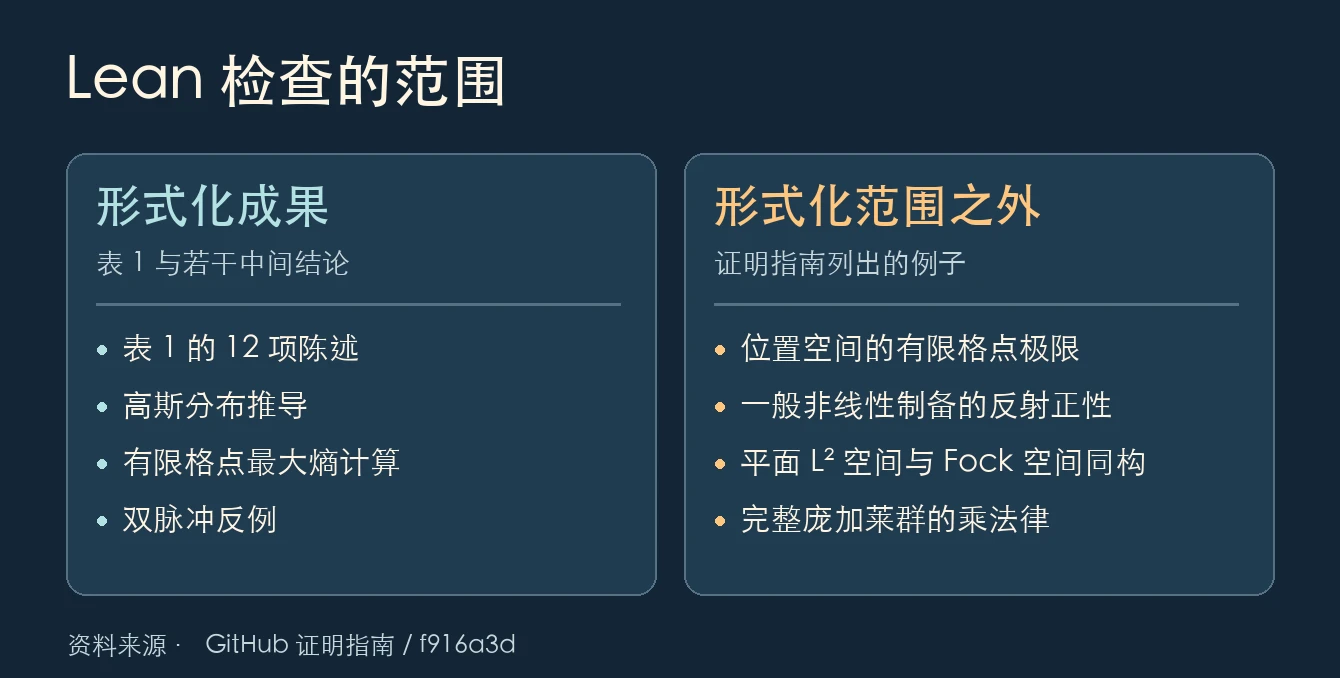 Lean 检查的范围
形式化成果
表 1 与若干中间结论
• 表 1 的 12 项陈述
• 高斯分布推导
• 有限格点最大熵计算
• 双脉冲反例
形式化范围之外
证明指南列出的例子
• 位置空间的有限格点极限
• 一般非线性制备的反射正性
• 平面 L² 空间与 Fock 空间同构
• 完整庞加莱群的乘法律
资料来源 · GitHub 证明指南 / f916a3d